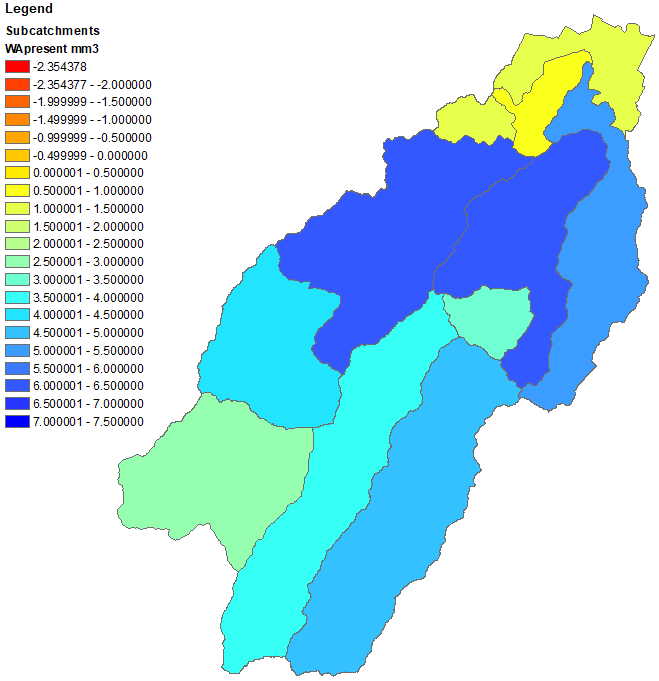 Legend
Subcatchments
WApresent mm3
-2.354378
-2.354377 - -2.000000
-1.999999 - -1.500000
-1.499999 - -1.000000
-0.999999 - -0.500000
-0.499999 - 0.000000
0.000001 - 0.500000
0.500001 - 1.000000
1.000001 - 1.500000
1.500001 - 2.000000
2.000001 - 2.500000
2.500001 - 3.000000
3.000001 - 3.500000
3.500001 - 4.000000
4.000001 - 4.500000
4.500001 - 5.000000
5.000001 - 5.500000
5.500001 - 6.000000
6.000001 - 6.500000
6.500001 - 7.000000
7.000001 - 7.500000